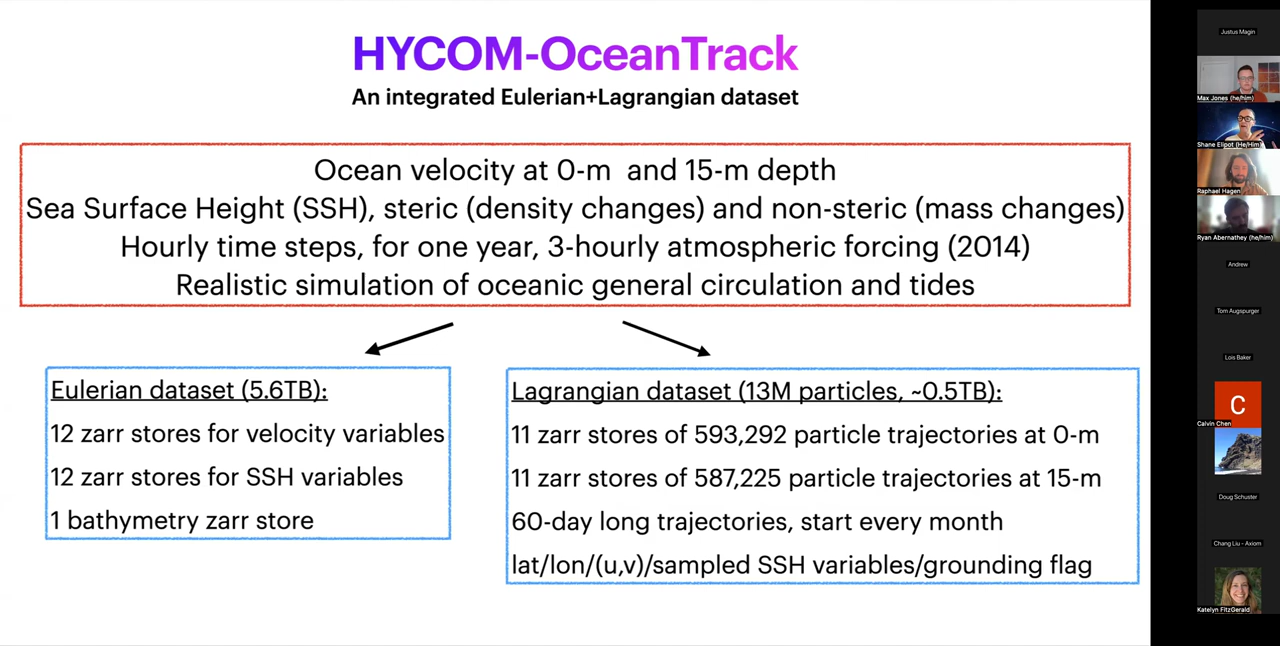 HYCOM-OceanTrack
An integrated Eulerian+Lagrangian dataset
Ocean velocity at 0-m and 15-m depth
Sea Surface Height (SSH), steric (density changes) and non-steric (mass changes)
Hourly time steps, for one year, 3-hourly atmospheric forcing (2014)
Realistic simulation of oceanic general circulation and tides
Eulerian dataset (5.6TB):
12 zarr stores for velocity variables
12 zarr stores for SSH variables
1 bathymetry zarr store
Lagrangian dataset (13M particles, ~0.5TB):
11 zarr stores of 593,292 particle trajectories at 0-m
11 zarr stores of 587,225 particle trajectories at 15-m
60-day long trajectories, start every month
lat/lon/(u,v)/sampled SSH variables/grounding flag
Justus Magin
Max Jones (he/him)
Shane Elipot (He/Him)
Raphael Hagen
Ryan Abernathey (he/him)
Andrew
Tom Augspurger
Lois Baker
C
Calvin Chen
Doug Schuster
Chang Liu - Axiom
Katelyn FitzGerald